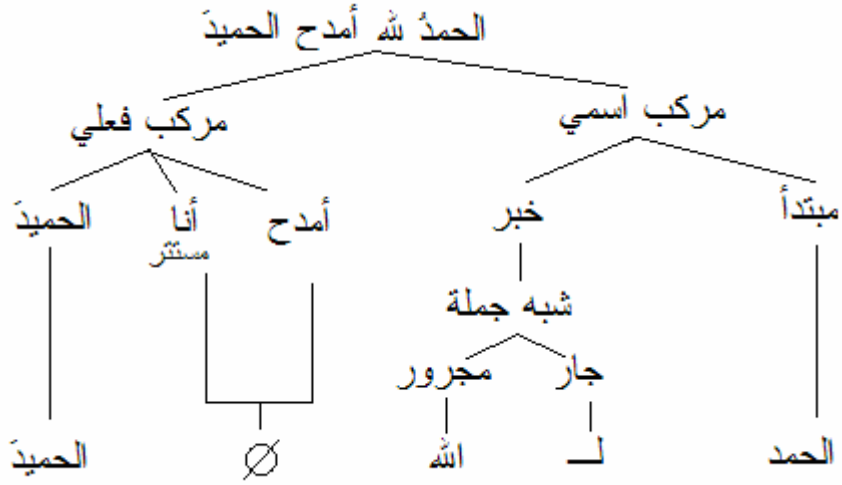 الحمدُ لله أمدح الحميدَ
مركب اسمي مركب فعلي
مبتدأ خبر أمدح أنا الحميدَ
مستتر
شبه جملة
جار مجرور
الحمد لـــ الله ∅ الحميدَ